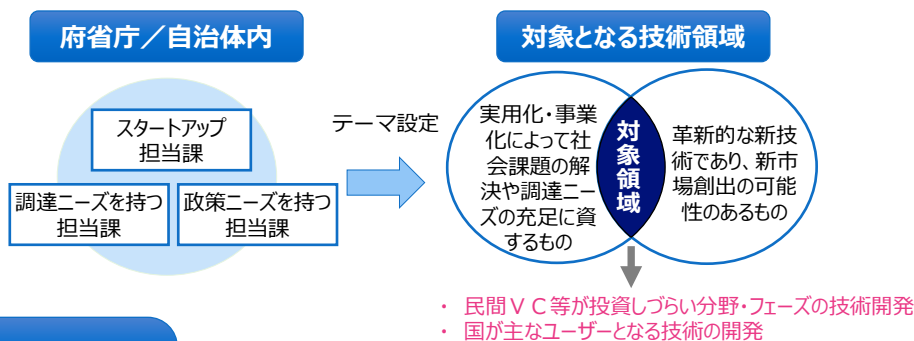 府省庁／自治体内
対象となる技術領域
スタートアップ
担当課
調達ニーズを持つ
担当課
政策ニーズを持つ
担当課
テーマ設定
実用化・事業
化によって社
会課題の解
決や調達ニー
ズの充足に資
するもの
対象領域
革新的な新技
術であり、新市
場創出の可能
性のあるもの
・ 民間ＶＣ等が投資しづらい分野・フェーズの技術開発
・ 国が主なユーザーとなる技術の開発